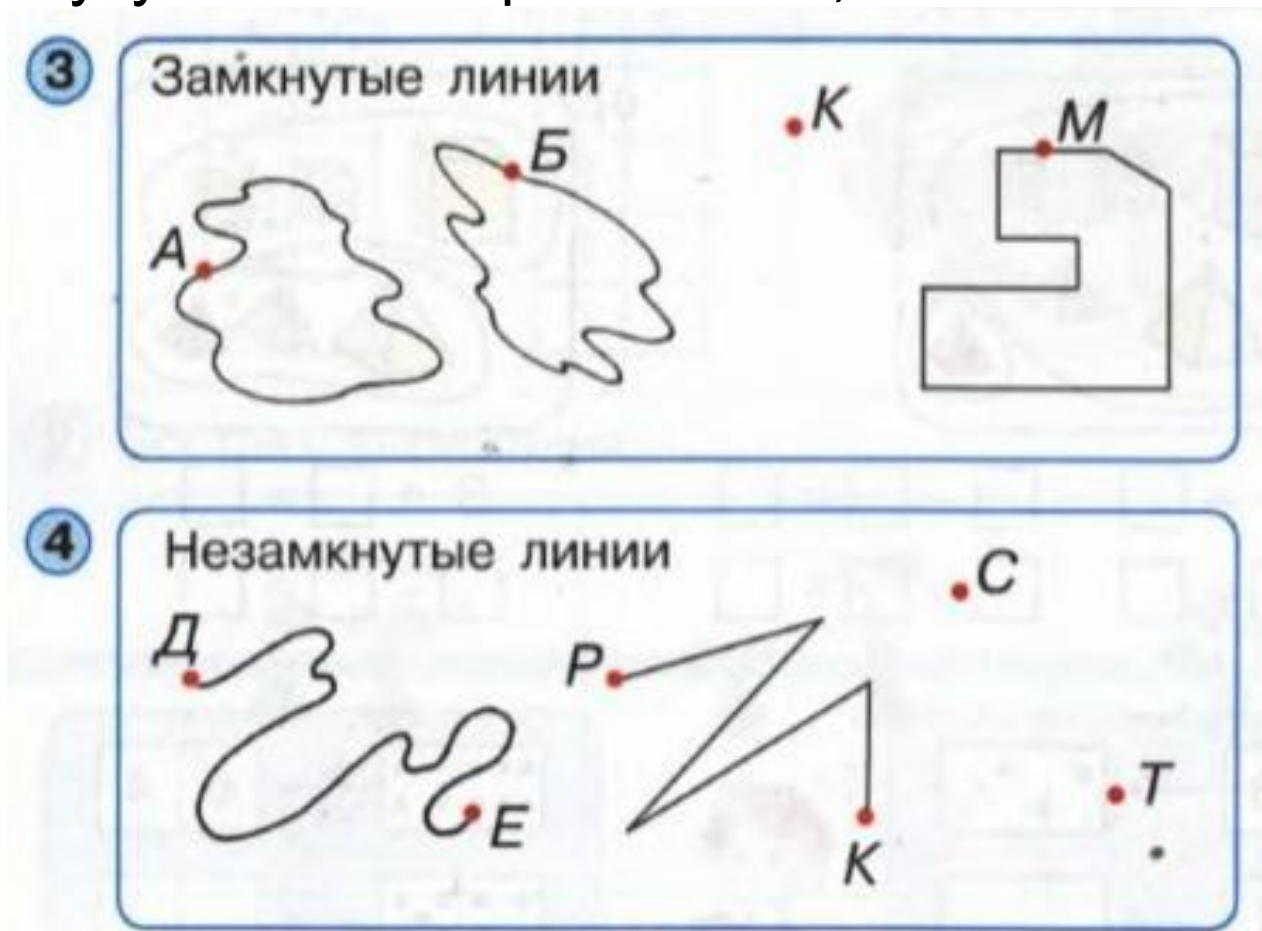 3
Замкнутые линии
К
М
Б
А
4
Незамкнутые линии
С
Д
Р
Т
Е
К